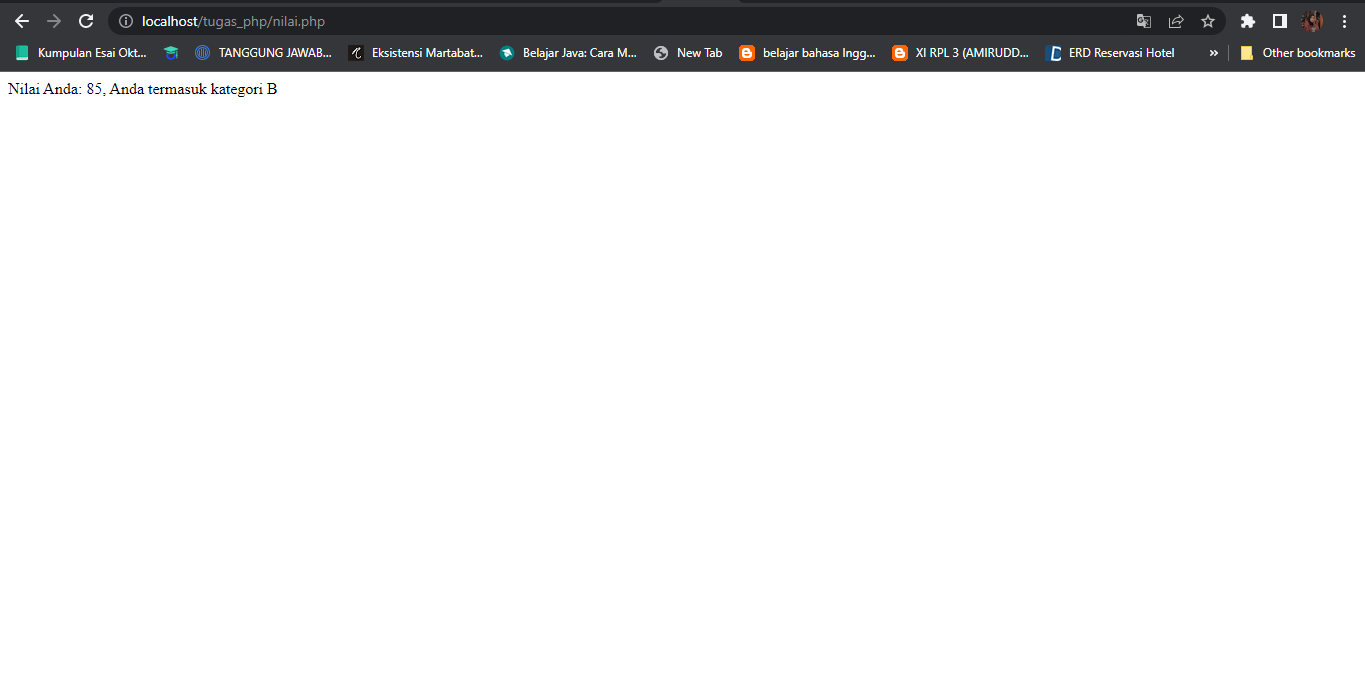 localhost/tugas_php/nilai.php
Kumpulan Esai Okt... TANGGUNG JAWAB... Eksistensi Martabat... Belajar Java: Cara M... New Tab belajar bahasa Ingg... XI RPL 3 (AMIRUDD... ERD Reservasi Hotel » Other bookmarks
Nilai Anda: 85, Anda termasuk kategori B